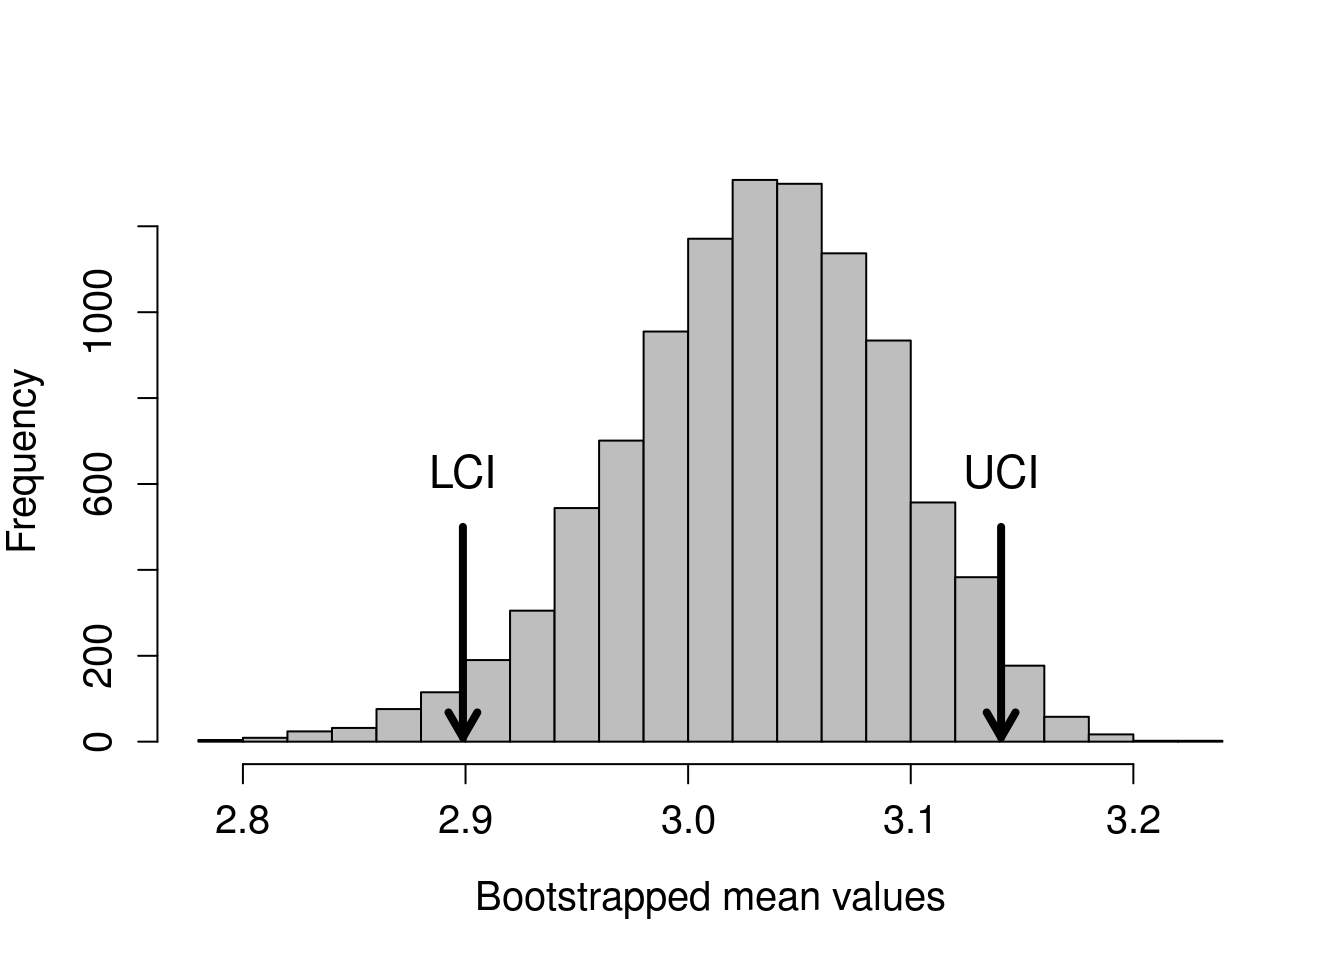 Frequency
1000
600
200
0
LCI
UCI
2.8
2.9
3.0
3.1
3.2
Bootstrapped mean values